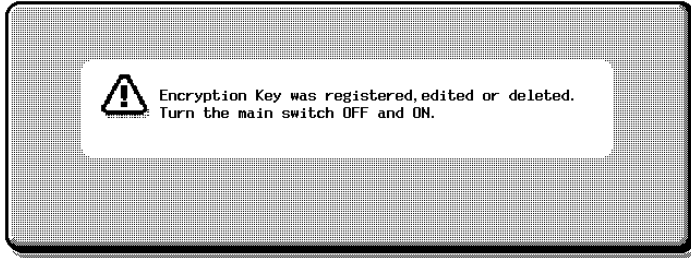 Encryption Key was registered,edited or deleted.
Turn the main switch OFF and ON.